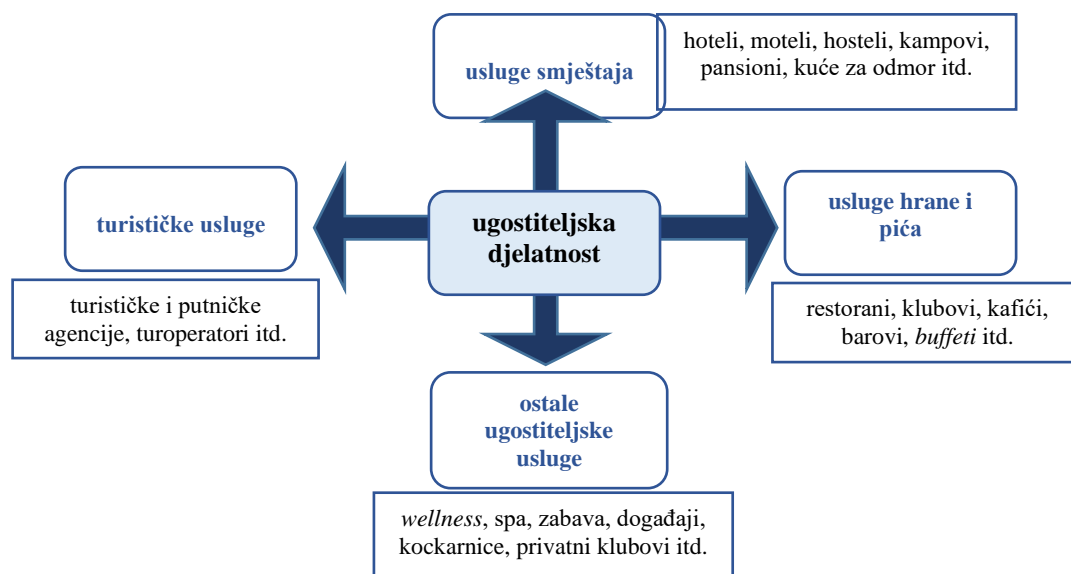 usluge smještaja
hoteli, moteli, hosteli, kampovi,
pansioni, kuće za odmor itd.
turističke usluge
turističke i putničke
agencije, turoperatori itd.
ugostiteljska
djelatnost
usluge hrane i
pića
restorani, klubovi, kafići,
barovi, buffeti itd.
ostale
ugostiteljske
usluge
wellness, spa, zabava, događaji,
kockarnice, privatni klubovi itd.